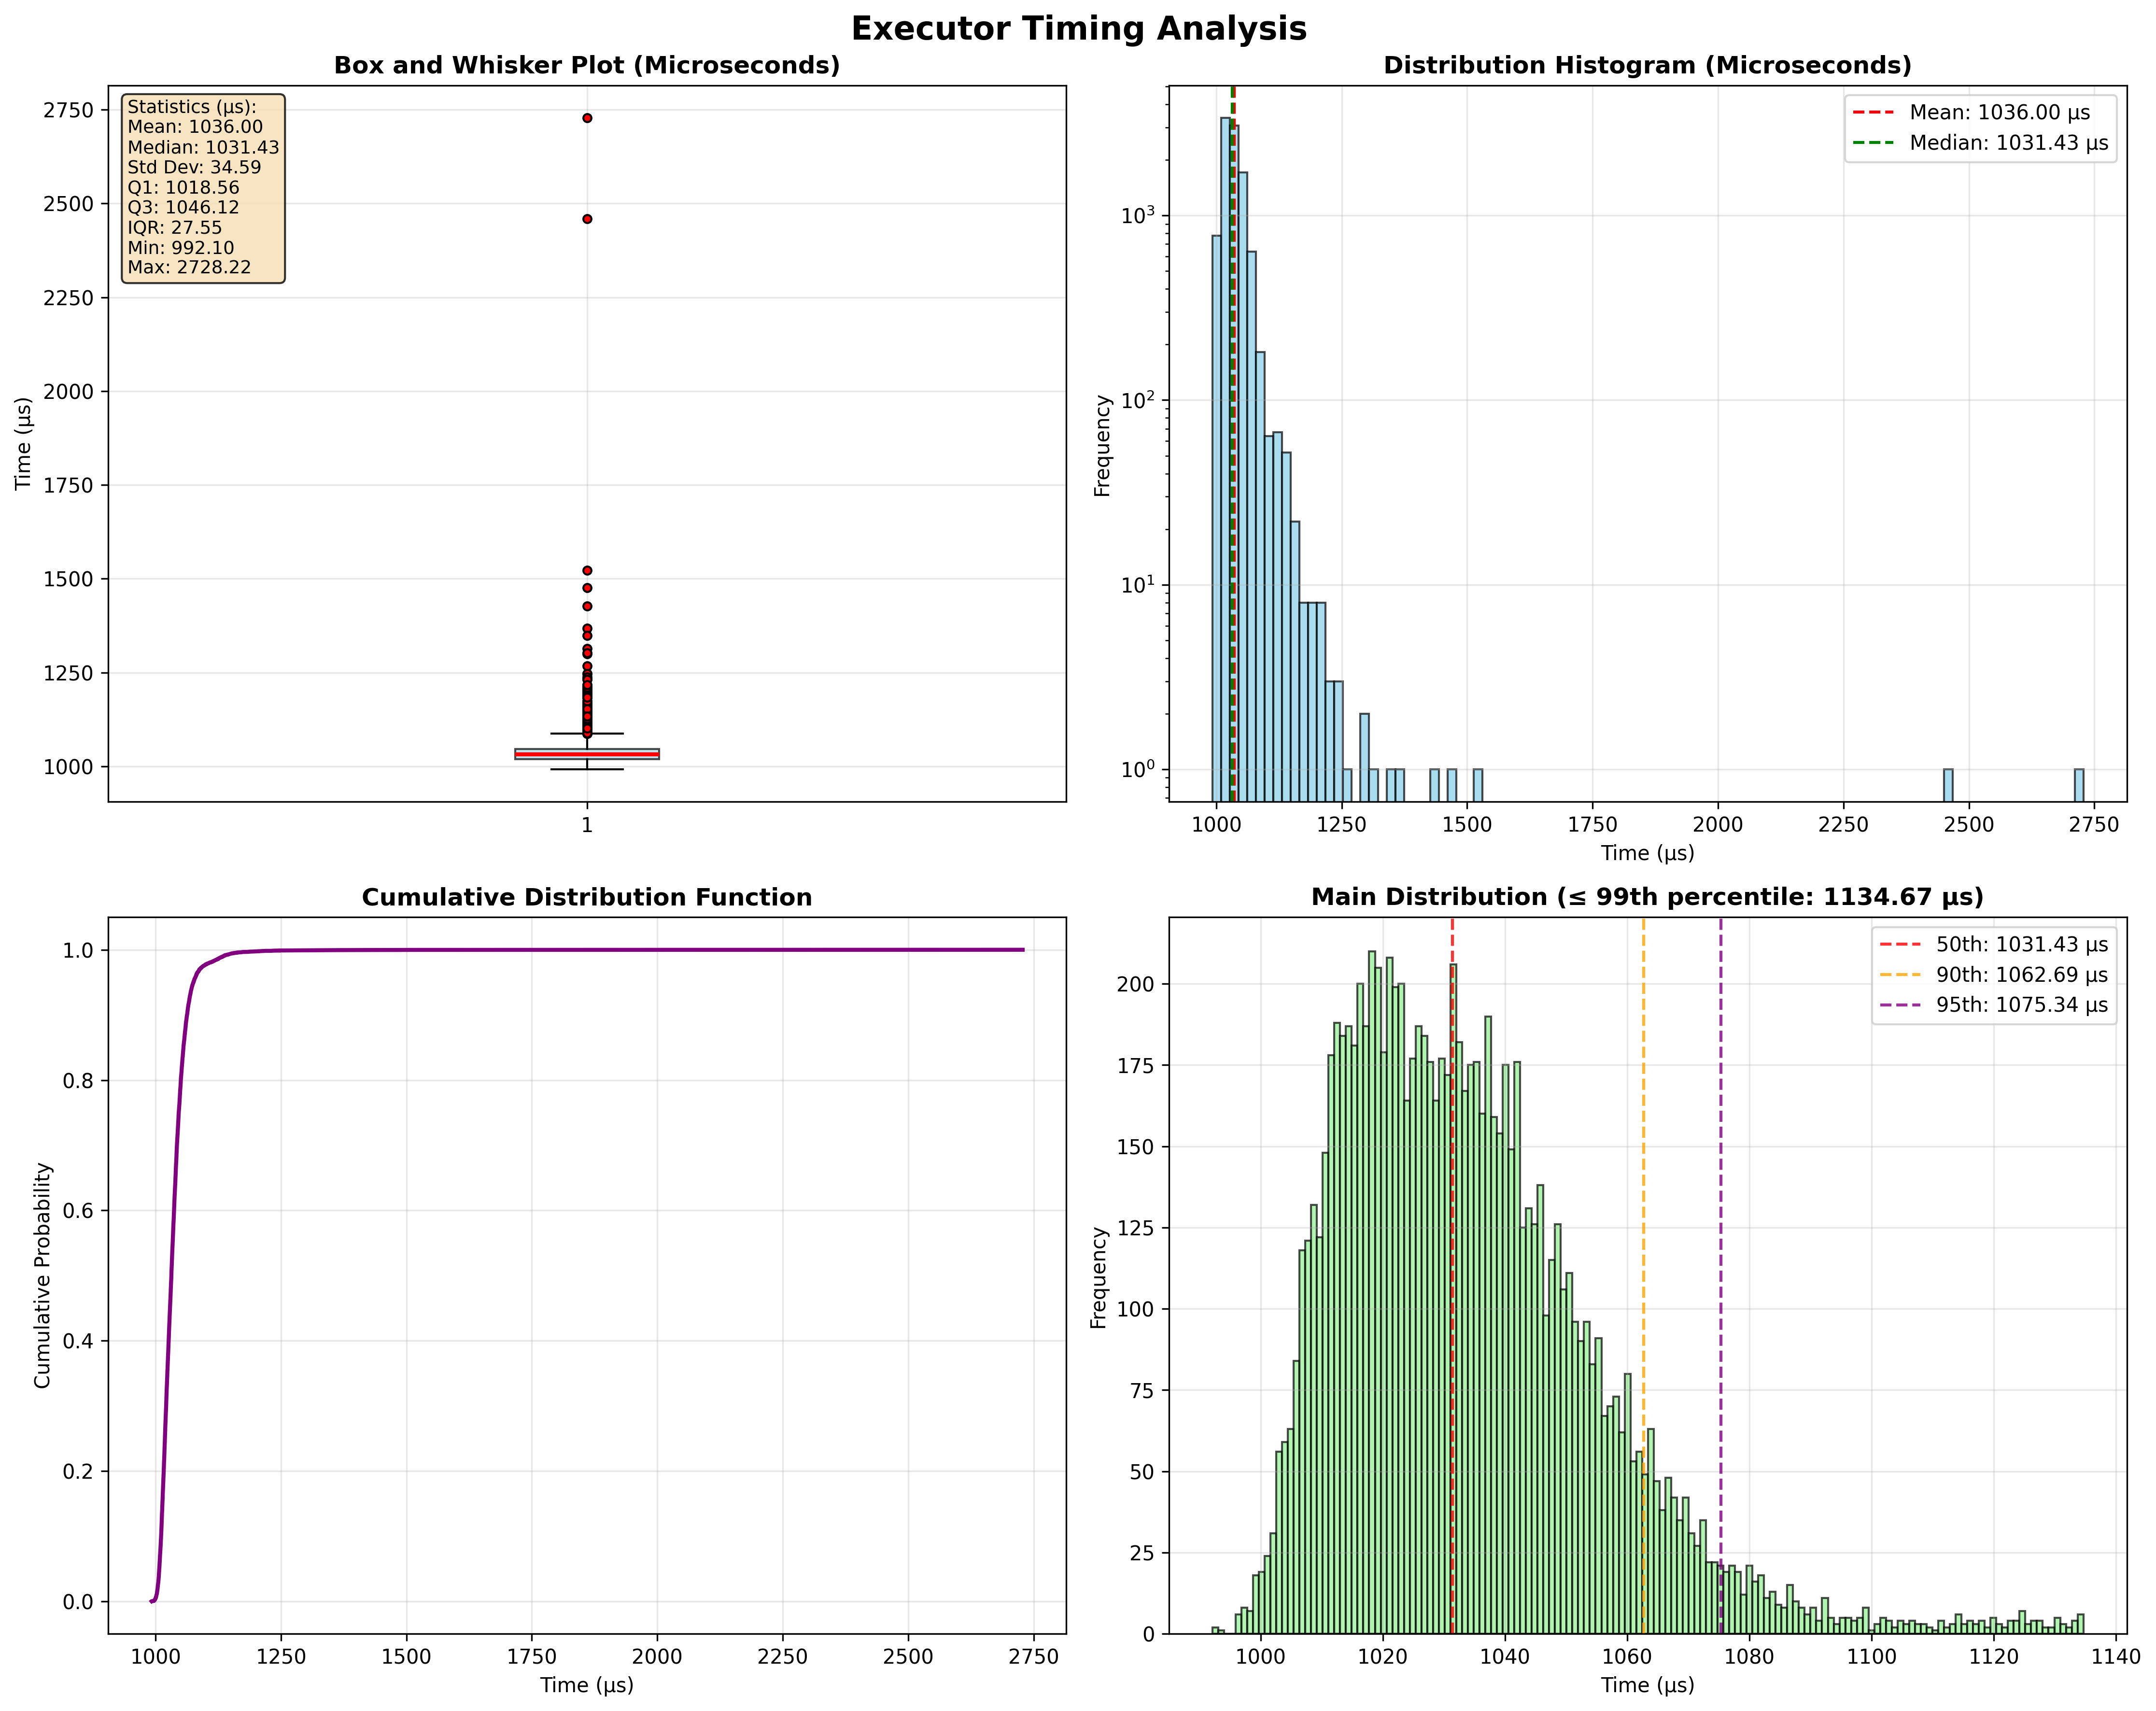 Executor Timing Analysis
Box and Whisker Plot (Microseconds)
Statistics (µs):
Mean: 1036.00
Median: 1031.43
Std Dev: 34.59
Q1: 1018.56
Q3: 1046.12
IQR: 27.55
Min: 992.10
Max: 2728.22
Time (µs)
2750
2500
2250
2000
1750
1500
1250
1000
1
Distribution Histogram (Microseconds)
Mean: 1036.00 µs
Median: 1031.43 µs
Frequency
10³
10²
10¹
10⁰
1000 1250 1500 1750 2000 2250 2500 2750
Time (µs)
Cumulative Distribution Function
Cumulative Probability
1.0
0.8
0.6
0.4
0.2
0.0
1000 1250 1500 1750 2000 2250 2500 2750
Time (µs)
Main Distribution (≤ 99th percentile: 1134.67 µs)
50th: 1031.43 µs
90th: 1062.69 µs
95th: 1075.34 µs
Frequency
200
175
150
125
100
75
50
25
0
1000 1020 1040 1060 1080 1100 1120 1140
Time (µs)